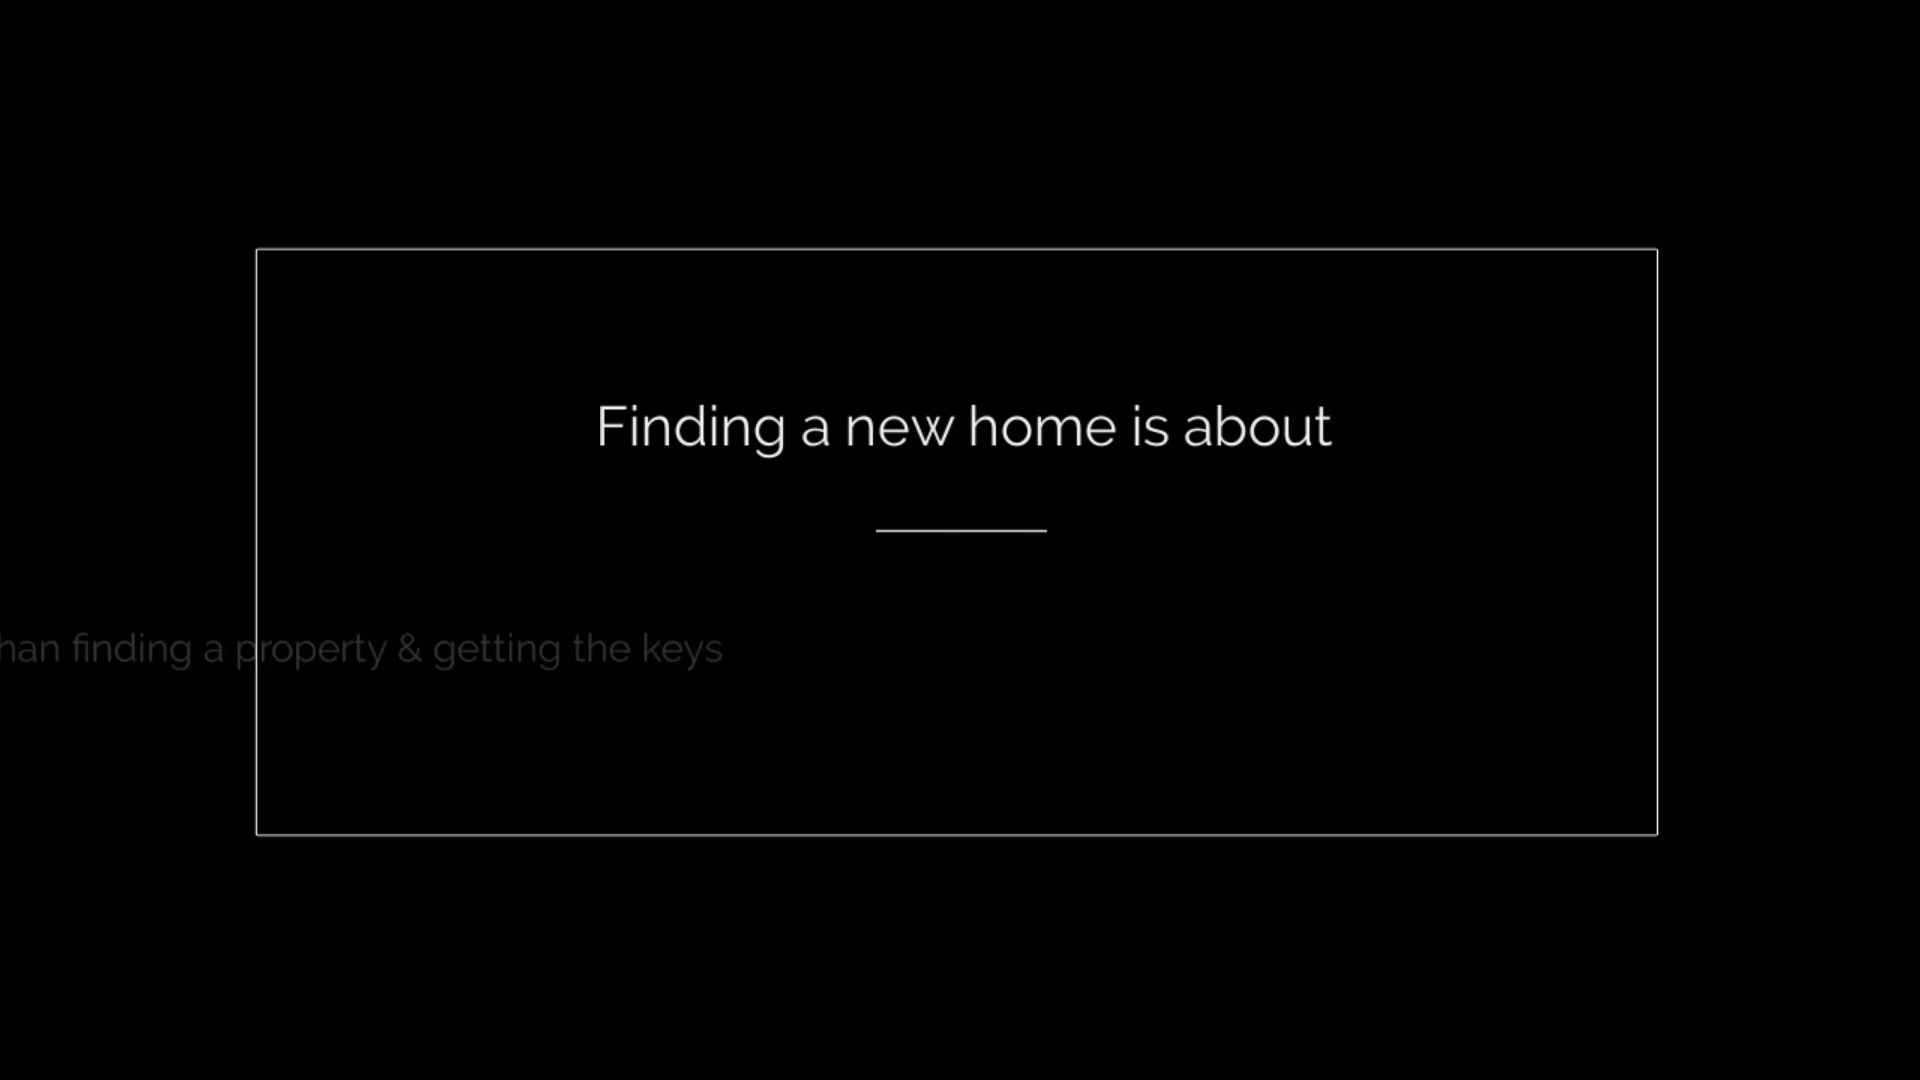 Finding a new home is about
han finding a property & getting the keys